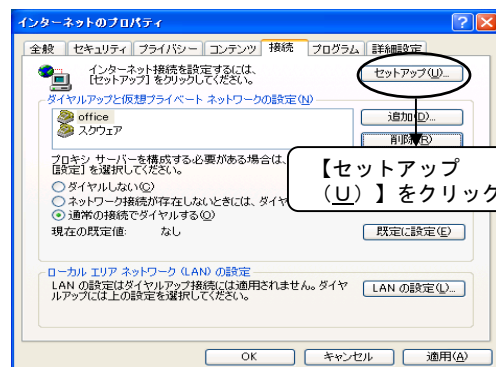 インターネットのプロパティ
全般 セキュリティ プライバシー コンテンツ 接続 プログラム 詳細設定
インターネット接続を設定するには、
[セットアップ] をクリックしてください。
セットアップ(U)...
ダイヤルアップと仮想プライベート ネットワークの設定(N)
office
スクウェア
追加(D)...
削除(R)
プロキシ サーバーを構成する必要がある場合は、
[設定] を選択してください。
【セットアップ
(U)】をクリック
ダイヤルしない(C)
ネットワーク接続が存在しないときには、ダイヤ
通常の接続でダイヤルする(O)
現在の既定値: なし
既定に設定(E)
ローカル エリア ネットワーク (LAN) の設定
LAN の設定はダイヤルアップ接続には適用されません。ダイヤ
ルアップには上の設定を選択してください。
LAN の設定(L)...
OK キャンセル 適用(A)